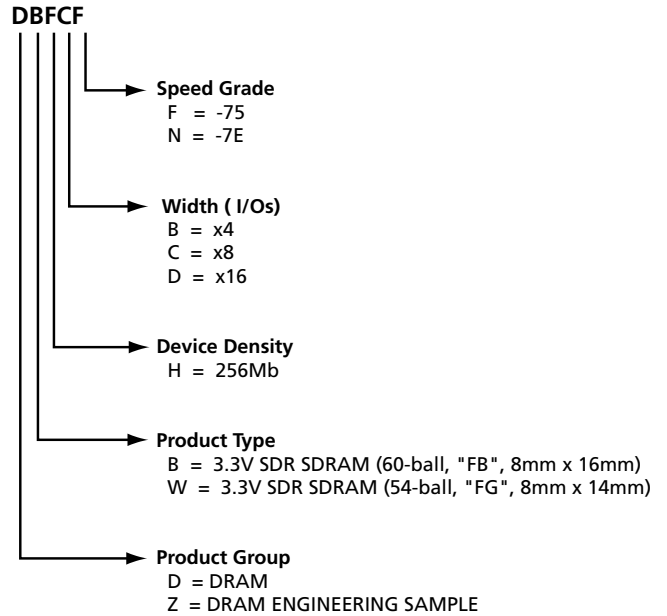 DBFCF
Speed Grade
F = -75
N = -7E
Width ( I/Os)
B = x4
C = x8
D = x16
Device Density
H = 256Mb
Product Type
B = 3.3V SDR SDRAM (60-ball, "FB", 8mm x 16mm)
W = 3.3V SDR SDRAM (54-ball, "FG", 8mm x 14mm)
Product Group
D = DRAM
Z = DRAM ENGINEERING SAMPLE